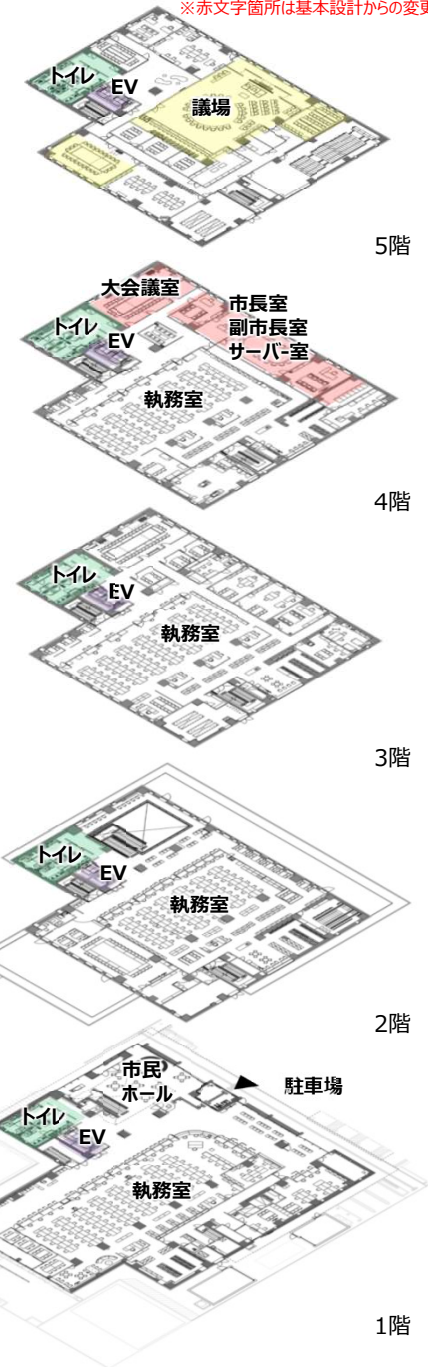 ※赤文字箇所は基本設計からの変更
トイレ
EV
議場
5階
大会議室
市長室
副市長室
サーバー室
トイレ
EV
執務室
4階
トイレ
EV
執務室
3階
トイレ
EV
執務室
2階
市民
ホール
駐車場
トイレ
EV
執務室
1階